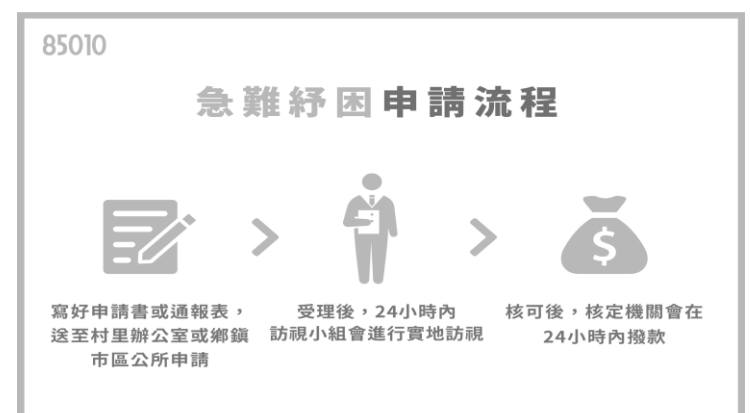 85010
急難紓困申請流程
寫好申請書或通報表，
送至村里辦公室或鄉鎮
市區公所申請
受理後，24小時內
訪視小組會進行實地訪視
核可後，核定機關會在
24小時內撥款